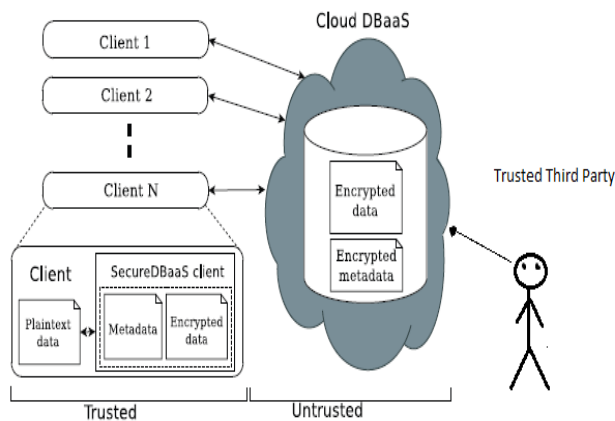 Cloud DBaaS
Client 1
Client 2
Client N
Encrypted
data
Encrypted
metadata
Trusted Third Party
Client
SecureDBaaS client
Plaintext
data
Metadata
Encrypted
data
Trusted
Untrusted